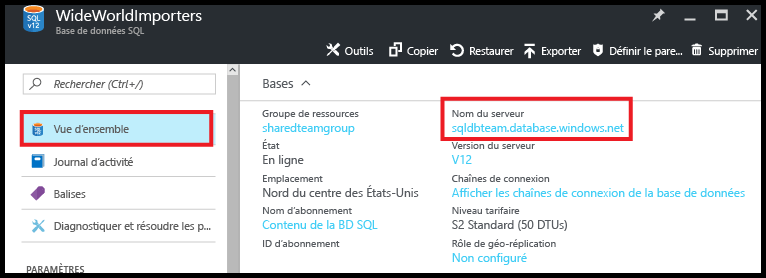 SQL
v12
WideWorldImporters
Base de données SQL
Outils
Copier
Restaurer
Exporter
Définir le pare...
Supprimer
Rechercher (Ctrl+/)
Vue d'ensemble
Journal d'activité
Balises
Diagnostiquer et résoudre les p...
PARAMÈTRES
Bases
Groupe de ressources
sharedteamgroup
État
En ligne
Emplacement
Nord du centre des États-Unis
Nom d'abonnement
Contenu de la BD SQL
ID d'abonnement
Nom du serveur
sqldbteam.database.windows.net
Version du serveur
V12
Chaînes de connexion
Afficher les chaînes de connexion de la base de données
Niveau tarifaire
S2 Standard (50 DTUs)
Rôle de géo-réplication
Non configuré